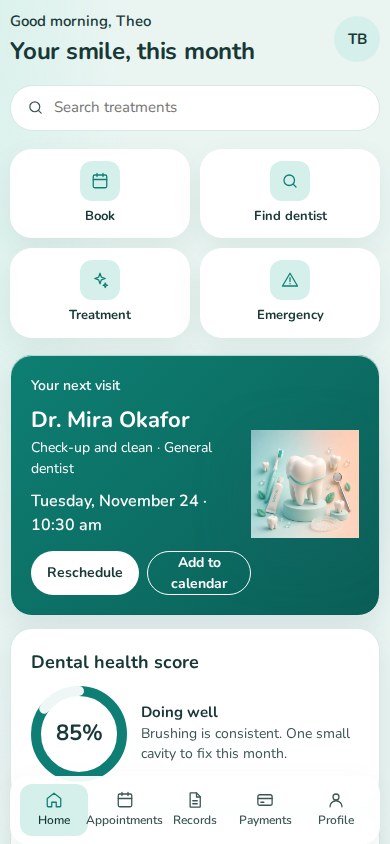 Good morning, Theo
Your smile, this month
TB
Search treatments
Book
Find dentist
Treatment
Emergency
Your next visit
Dr. Mira Okafor
Check-up and clean · General
dentist
Tuesday, November 24 ·
10:30 am
Reschedule
Add to
calendar
Dental health score
85%
Doing well
Brushing is consistent. One small
cavity to fix this month.
Home
Appointments
Records
Payments
Profile